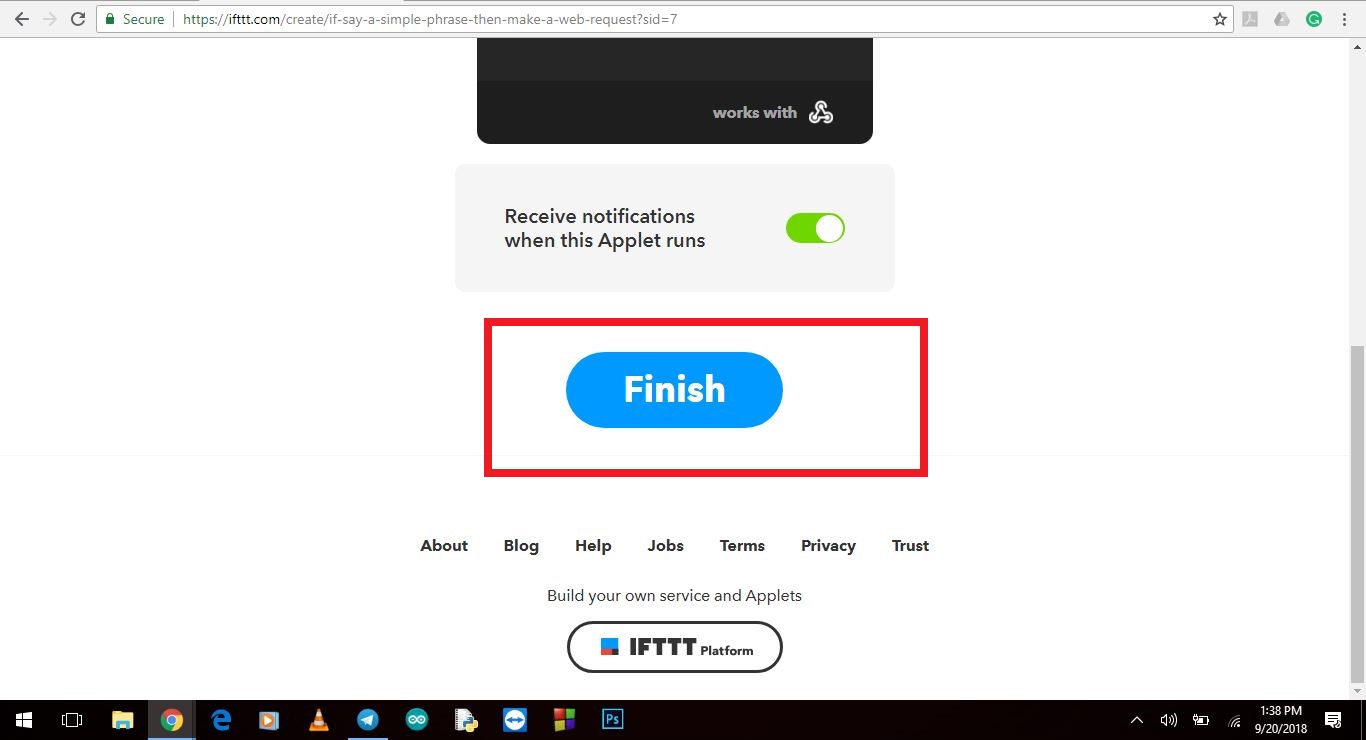 Secure
https://ifttt.com/create/if-say-a-simple-phrase-then-make-a-web-request?sid=7
works with
Receive notifications
when this Applet runs
Finish
About Blog Help Jobs Terms Privacy Trust
Build your own service and Applets
IFTTT Platform
Ps
1:38 PM
9/20/2018